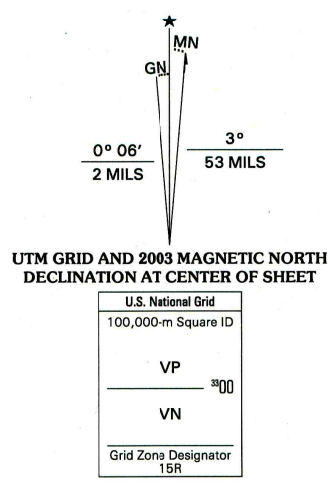 MN
GN
0° 06'
2 MILS
3°
53 MILS
UTM GRID AND 2003 MAGNETIC NORTH
DECLINATION AT CENTER OF SHEET
U.S. National Grid
100,000-m Square ID
VP
3300
VN
Grid Zone Designator
15R